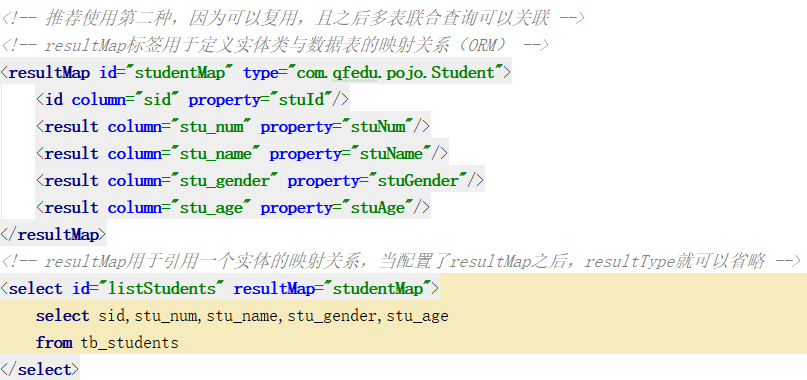 <!-- 推荐使用第二种，因为可以复用，且之后多表联合查询可以关联 -->
<!-- resultMap标签用于定义实体类与数据表的映射关系（ORM） -->
<resultMap id="studentMap" type="com.qfedu.pojo.Student">
    <id column="sid" property="stuId"/>
    <result column="stu_num" property="stuNum"/>
    <result column="stu_name" property="stuName"/>
    <result column="stu_gender" property="stuGender"/>
    <result column="stu_age" property="stuAge"/>
</resultMap>
<!-- resultMap用于引用一个实体的映射关系，当配置了resultMap之后，resultType就可以省略 -->
<select id="listStudents" resultMap="studentMap">
    select sid,stu_num,stu_name,stu_gender,stu_age
    from tb_students
</select>